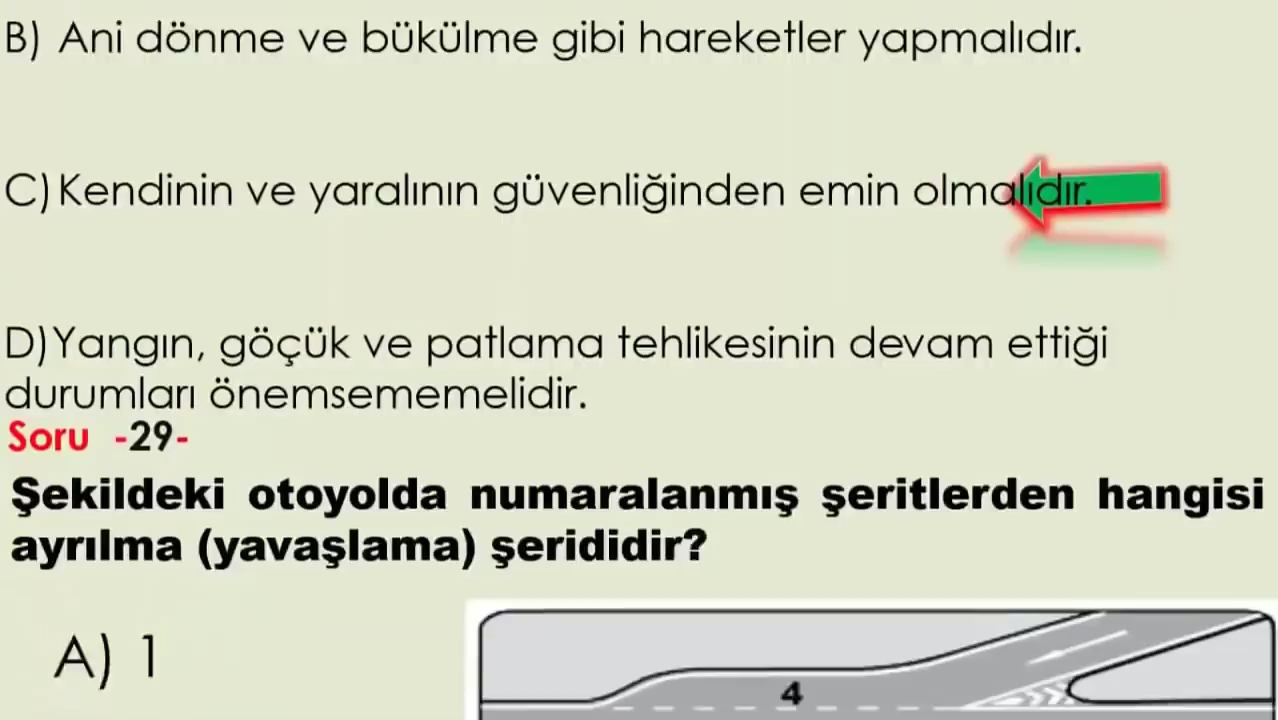 B) Ani dönme ve bükülme gibi hareketler yapmalıdır.
C) Kendinin ve yaralının güvenliğinden emin olmalıdır.
D)Yangın, göçük ve patlama tehlikesinin devam ettiği
durumları önemsememelidir.
Soru -29-
Şekildeki otoyolda numaralanmış şeritlerden hangisi
ayrılma (yavaşlama) şerididir?
A) 1
4